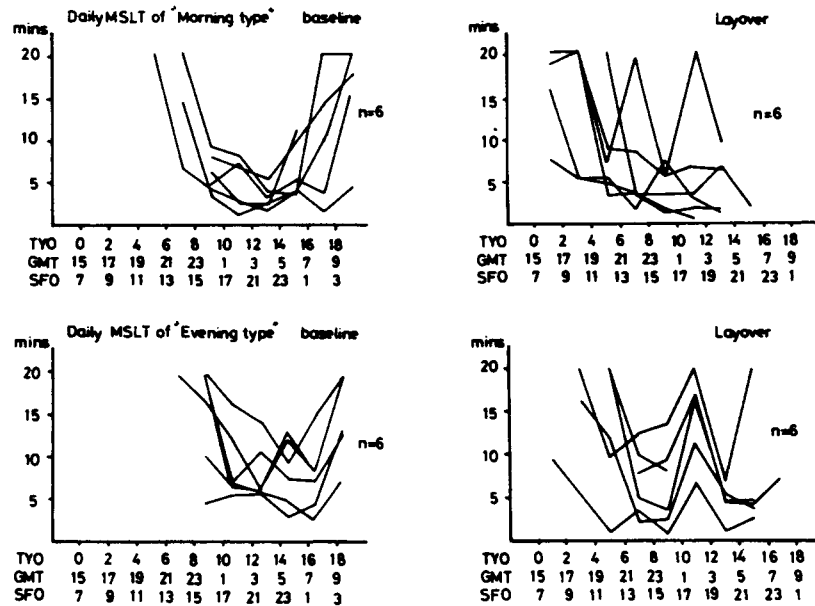 Daily MSLT of "Morning type" baseline
mins
20
15
10
5
n=6
TYO 0 2 4 6 8 10 12 14 16 18
GMT 15 17 19 21 23 1 3 5 7 9
SFO 7 9 11 13 15 17 21 23 1 3
Layover
mins
20
15
10
5
n=6
TYO 0 2 4 6 8 10 12 14 16 18
GMT 15 17 19 21 23 1 3 5 7 9
SFO 7 9 11 13 15 17 19 21 23 1
Daily MSLT of "Evening type" baseline
mins
20
15
10
5
n=6
TYO 0 2 4 6 8 10 12 14 16 18
GMT 15 17 19 21 23 1 3 5 7 9
SFO 7 9 11 13 15 17 21 23 1 3
Layover
mins
20
15
10
5
n=6
TYO 0 2 4 6 8 10 12 14 16 18
GMT 15 17 19 21 23 1 3 5 7 9
SFO 7 9 11 13 15 17 19 21 23 1